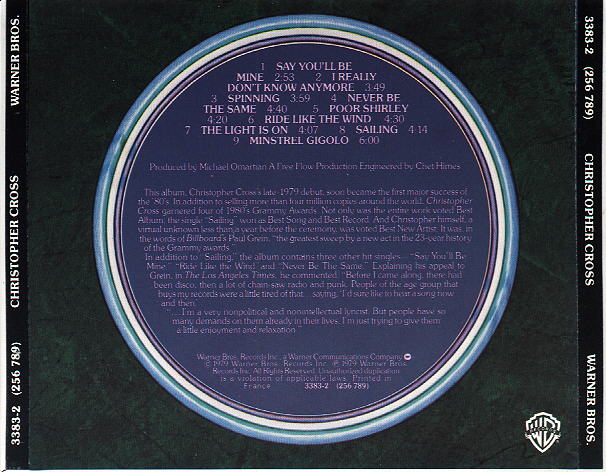 WARNER BROS.
CHRISTOPHER CROSS
3383-2 (256 789)
1 SAY YOU'LL BE
MINE 2:53 2 I REALLY
DON'T KNOW ANYMORE 3:49
3 SPINNING 3:59 4 NEVER BE
THE SAME 4:40 5 POOR SHIRLEY
4:20 6 RIDE LIKE THE WIND 4:30
7 THE LIGHT IS ON 4:07 8 SAILING 4:14
9 MINSTREL GIGOLO 6:00
Produced by Michael Omartian A Five Flow Production Engineered by Chet Himes
This album, Christopher Cross's late-1979 debut, soon became the first major success of
the '80's. In addition to selling more than four million copies around the world, Christopher
Cross garnered four of 1980's Grammy Awards. Not only was the entire work voted Best
Album, the single "Sailing" won as Best Song and Best Record. And Christopher himself, a
virtual unknown less than a year before the ceremony, was voted Best New Artist. It was, in
the words of Billboard's Paul Grein, "the greatest sweep by a new act in the 23-year history
of the Grammy awards."
In addition to "Sailing," the album contains three other hit singles—"Say You'll Be
Mine," "Ride Like the Wind" and "Never Be The Same." Explaining his appeal to
Grein, in The Los Angeles Times, he commented, "Before I came along, there had
been disco, then a lot of chain-saw radio and punk. People of the age group that
buys my records were a little tired of that... saying, 'I'd sure like to hear a song now
and then.'
"...I'm a very nonpolitical and nonintellectual lyricist. But people have so
many demands on them already in their lives. I'm just trying to give them
a little enjoyment and relaxation."
Warner Bros. Records Inc., a Warner Communications Company
© 1979 Warner Bros. Records Inc. ℗ 1979 Warner Bros.
Records Inc. All Rights Reserved. Unauthorized duplication
is a violation of applicable laws. Printed in
France 3383-2 (256 789)
3383-2 (256 789)
CHRISTOPHER CROSS
WARNER BROS.